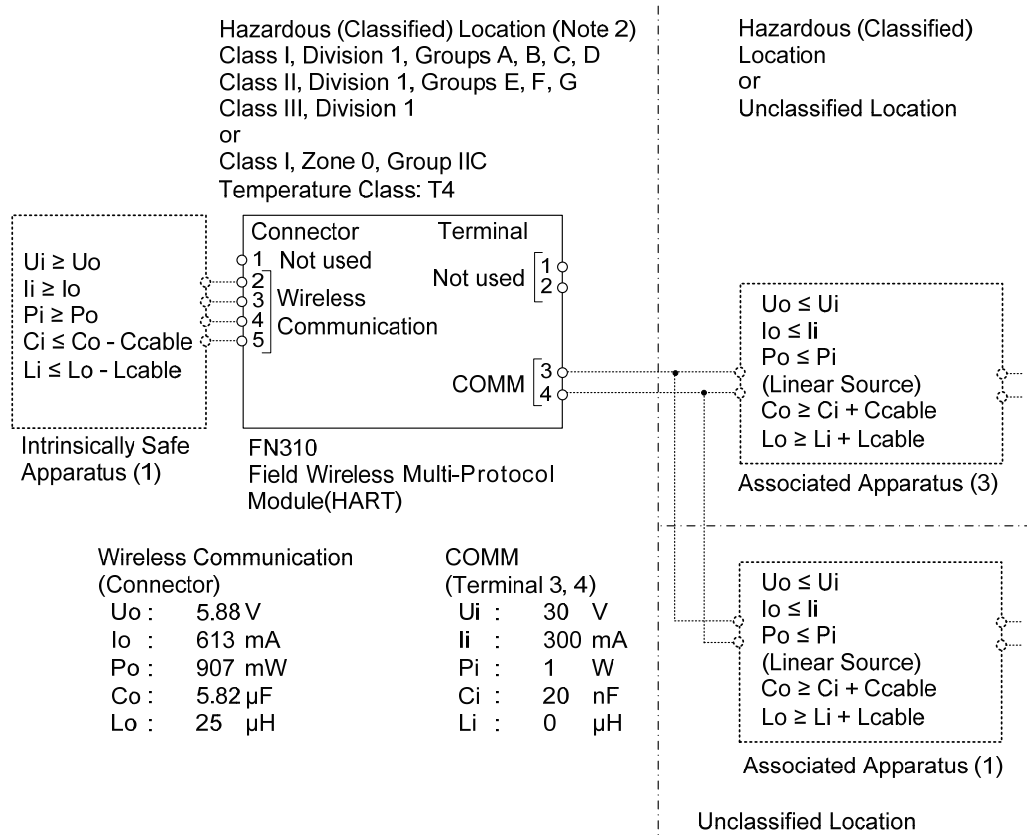 Hazardous (Classified) Location (Note 2)
Class I, Division 1, Groups A, B, C, D
Class II, Division 1, Groups E, F, G
Class III, Division 1
or
Class I, Zone 0, Group IIC
Temperature Class: T4
Hazardous (Classified)
Location
or
Unclassified Location
Ui ≥ Uo
Ii ≥ Io
Pi ≥ Po
Ci ≤ Co - Ccable
Li ≤ Lo - Lcable
Intrinsically Safe
Apparatus (1)
Connector
1 Not used
2
3 Wireless
4 Communication
5
Terminal
Not used 1
2
COMM 3
4
FN310
Field Wireless Multi-Protocol
Module(HART)
Uo ≤ Ui
Io ≤ Ii
Po ≤ Pi
(Linear Source)
Co ≥ Ci + Ccable
Lo ≥ Li + Lcable
Associated Apparatus (3)
Wireless Communication
(Connector)
Uo : 5.88 V
Io : 613 mA
Po : 907 mW
Co : 5.82 µF
Lo : 25 µH
COMM
(Terminal 3, 4)
Ui : 30 V
Ii : 300 mA
Pi : 1 W
Ci : 20 nF
Li : 0 µH
Uo ≤ Ui
Io ≤ Ii
Po ≤ Pi
(Linear Source)
Co ≥ Ci + Ccable
Lo ≥ Li + Lcable
Associated Apparatus (1)
Unclassified Location